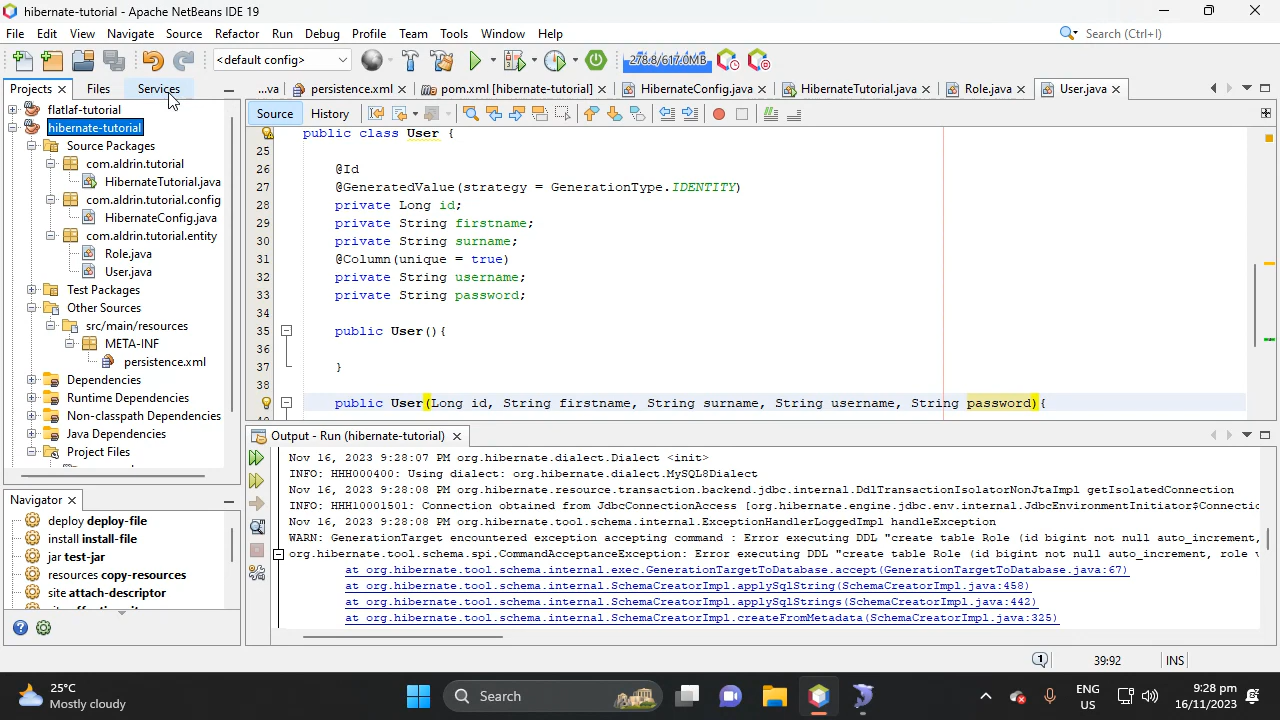 hibernate-tutorial - Apache NetBeans IDE 19
File Edit View Navigate Source Refactor Run Debug Profile Team Tools Window Help
Search (Ctrl+I)
<default config>
278.8/617.0MB
Projects Files Services
...va persistence.xml pom.xml [hibernate-tutorial] HibernateConfig.java HibernateTutorial.java Role.java User.java
Source History
flatlaf-tutorial
hibernate-tutorial
Source Packages
com.aldrin.tutorial
HibernateTutorial.java
com.aldrin.tutorial.config
HibernateConfig.java
com.aldrin.tutorial.entity
Role.java
User.java
Test Packages
Other Sources
src/main/resources
META-INF
persistence.xml
Dependencies
Runtime Dependencies
Non-classpath Dependencies
Java Dependencies
Project Files
public class User {
25
26 @Id
27 @GeneratedValue(strategy = GenerationType.IDENTITY)
28 private Long id;
29 private String firstname;
30 private String surname;
31 @Column(unique = true)
32 private String username;
33 private String password;
34
35 public User(){
36
37 }
38
public User(Long id, String firstname, String surname, String username, String password){
Navigator
deploy deploy-file
install install-file
jar test-jar
resources copy-resources
site attach-descriptor
Output - Run (hibernate-tutorial)
Nov 16, 2023 9:28:07 PM org.hibernate.dialect.Dialect <init>
INFO: HHH000400: Using dialect: org.hibernate.dialect.MySQL8Dialect
Nov 16, 2023 9:28:08 PM org.hibernate.resource.transaction.backend.jdbc.internal.DdlTransactionIsolatorNonJtaImpl getIsolatedConnection
INFO: HHH10001501: Connection obtained from JdbcConnectionAccess [org.hibernate.engine.jdbc.env.internal.JdbcEnvironmentInitiator$Connectio
Nov 16, 2023 9:28:08 PM org.hibernate.tool.schema.internal.ExceptionHandlerLoggedImpl handleException
WARN: GenerationTarget encountered exception accepting command : Error executing DDL "create table Role (id bigint not null auto_increment,
org.hibernate.tool.schema.spi.CommandAcceptanceException: Error executing DDL "create table Role (id bigint not null auto_increment, role v
at org.hibernate.tool.schema.internal.exec.GenerationTargetToDatabase.accept(GenerationTargetToDatabase.java:67)
at org.hibernate.tool.schema.internal.SchemaCreatorImpl.applySqlString(SchemaCreatorImpl.java:458)
at org.hibernate.tool.schema.internal.SchemaCreatorImpl.applySqlStrings(SchemaCreatorImpl.java:442)
at org.hibernate.tool.schema.internal.SchemaCreatorImpl.createFromMetadata(SchemaCreatorImpl.java:325)
1 39:92 INS
25°C
Mostly cloudy
Search
ENG
US
9:28 pm
16/11/2023